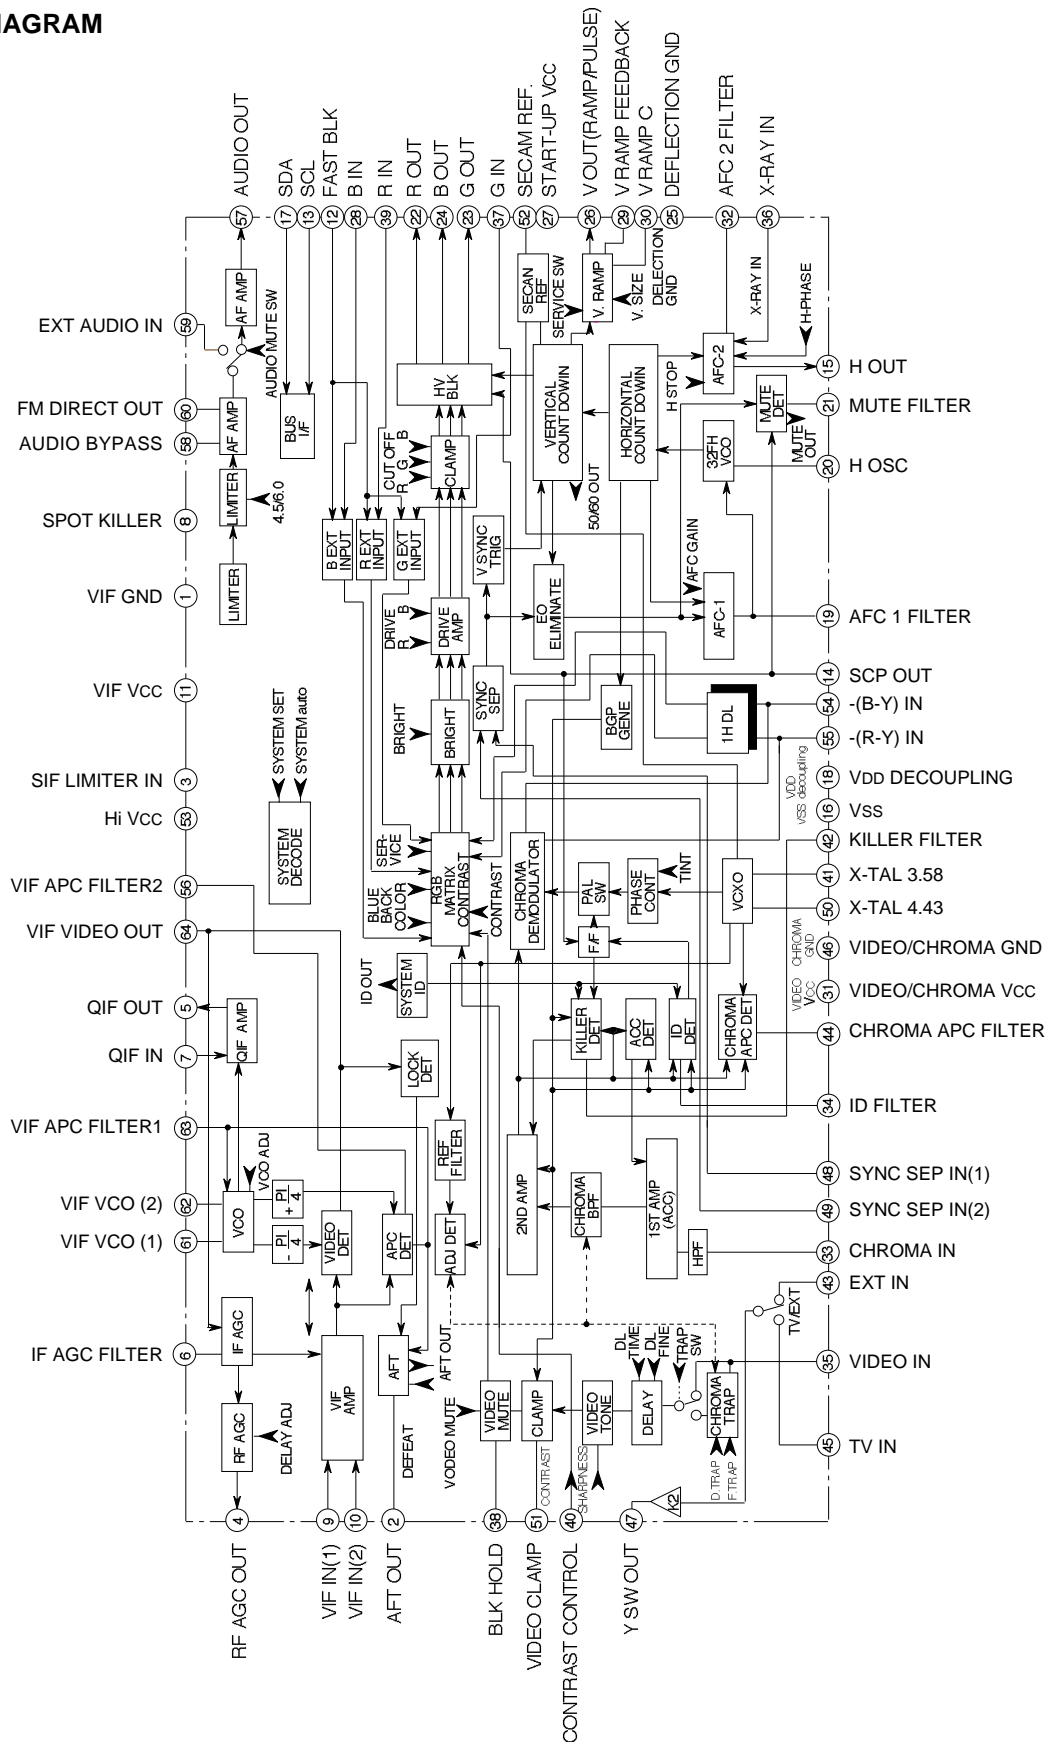 IAGRAM
AUDIO OUT
SDA
SCL
FAST BLK
B IN
R IN
R OUT
B OUT
G OUT
G IN
SECAM REF.
START-UP VCC
V OUT(RAMP/PULSE)
V RAMP FEEDBACK
V RAMP C
DEFLECTION GND
AFC 2 FILTER
X-RAY IN
57
17
13
12
28
39
22
24
23
37
52
27
26
29
30
25
32
36
EXT AUDIO IN
59
FM DIRECT OUT
60
AUDIO BYPASS
58
SPOT KILLER
8
VIF GND
1
VIF VCC
11
SIF LIMITER IN
3
Hi VCC
53
VIF APC FILTER2
56
VIF VIDEO OUT
64
QIF OUT
5
QIF IN
7
VIF APC FILTER1
63
VIF VCO (2)
62
VIF VCO (1)
61
IF AGC FILTER
6
AF AMP
AUDIO MUTE SW
AF AMP
LIMITER
4.5/6.0
LIMITER
BUS
I/F
HV
BLK
CUT OFF
R G B
CLAMP
B EXT
INPUT
R EXT
INPUT
G EXT
INPUT
DRIVE
R B
DRIVE
AMP
BRIGHT
BRIGHT
V SYNC
TRIG
SYNC
SEP
SECAN
REF
SERVICE SW
V. RAMP
V. SIZE
DELECTION
GND
VERTICAL
COUNT DOWN
50/60 OUT
HORIZONTAL
COUNT DOWN
H STOP
AFC-2
X-RAY IN
H-PHASE
MUTE
DET
MUTE
OUT
32FH
VCO
EO
ELIMINATE
AFC GAIN
AFC-1
BGP
GENE
1H DL
SYSTEM SET
SYSTEM auto
SYSTEM
DECODE
SER-
VICE
BLUE
BACK
COLOR
RGB
MATRIX
CONTRAST
CONTRAST
CHROMA
DEMODULATOR
PAL
SW
PHASE
CONT
TINT
VCXO
F/F
ID OUT
SYSTEM
ID
KILLER
DET
ACC
DET
ID
DET
CHROMA
APC DET
QIF AMP
LOCK
DET
VCO ADJ
VCO
+ PI
4
- PI
4
VIDEO
DET
APC
DET
REF
FILTER
ADJ DET
2ND AMP
CHROMA
BPF
1ST AMP
(ACC)
HPF
IF AGC
RF AGC
DELAY ADJ
VIF
AMP
AFT
AFT OUT
DEFEAT
VODEO MUTE
VIDEO
MUTE
CLAMP
CONTRAST
VIDEO
TONE
SHARPNESS
DELAY
DL
TIME
DL
FINE
TRAP
SW
CHROMA
TRAP
D.TRAP
F.TRAP
TV/EXT
K2
15
H OUT
21
MUTE FILTER
20
H OSC
19
AFC 1 FILTER
14
SCP OUT
54
-(B-Y) IN
55
-(R-Y) IN
VDD
VSS decoupling
18
VDD DECOUPLING
16
VSS
42
KILLER FILTER
41
X-TAL 3.58
50
X-TAL 4.43
VIDEO CHROMA
GND
46
VIDEO/CHROMA GND
VIDEO
VCC
31
VIDEO/CHROMA VCC
44
CHROMA APC FILTER
34
ID FILTER
48
SYNC SEP IN(1)
49
SYNC SEP IN(2)
33
CHROMA IN
43
EXT IN
35
VIDEO IN
45
TV IN
4
9
10
2
38
51
40
47
RF AGC OUT
VIF IN(1)
VIF IN(2)
AFT OUT
BLK HOLD
VIDEO CLAMP
CONTRAST CONTROL
Y SW OUT